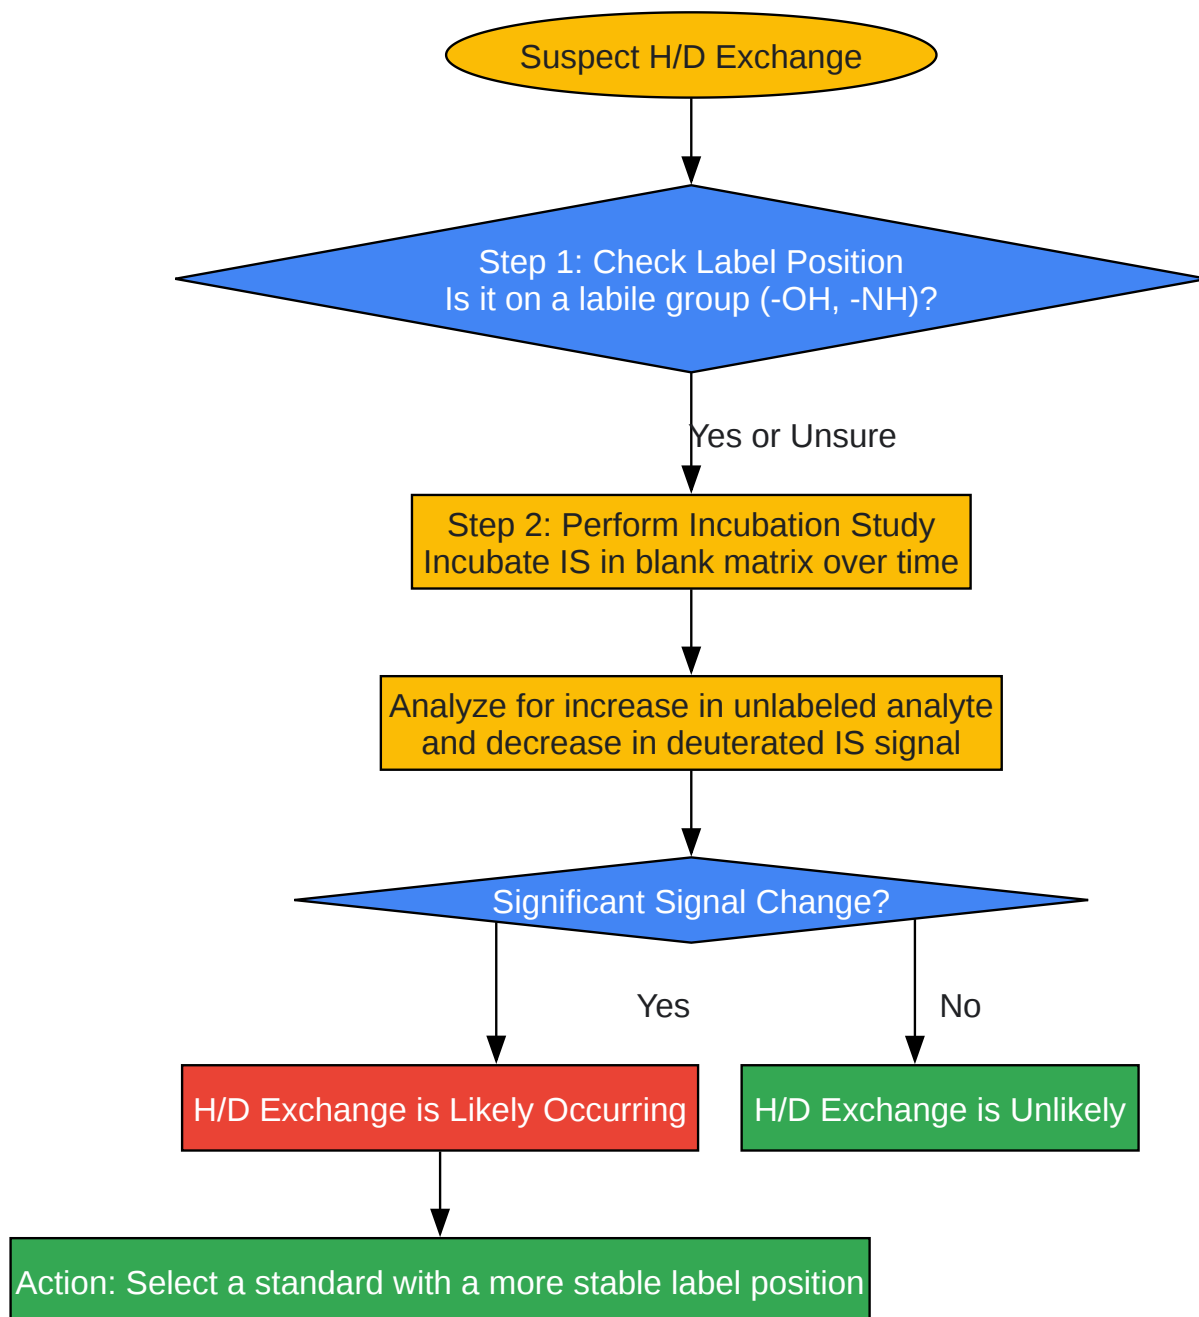 Suspect H/D Exchange
Step 1: Check Label Position
Is it on a labile group (-OH, -NH)?
Yes or Unsure
Step 2: Perform Incubation Study
Incubate IS in blank matrix over time
Analyze for increase in unlabeled analyte
and decrease in deuterated IS signal
Significant Signal Change?
Yes
No
H/D Exchange is Likely Occurring
H/D Exchange is Unlikely
Action: Select a standard with a more stable label position